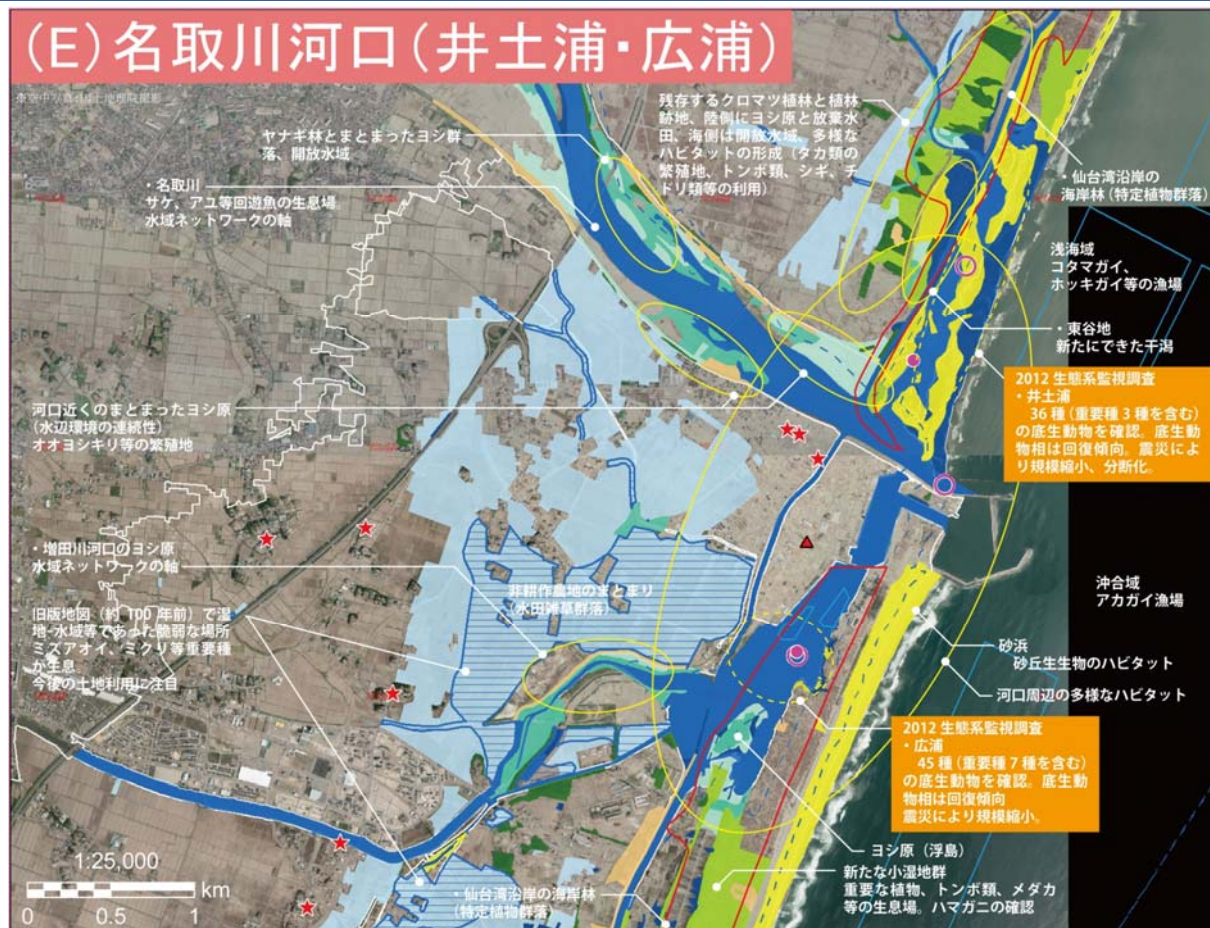 (E)名取川河口(井土浦・広浦)
ヤナギ林とまとまったヨシ群
落、開放水域
・名取川
サケ、アユ等回遊魚の生息場
水域ネットワークの軸
残存するクロマツ植林と植林
跡地、陸側にヨシ原と放棄水
田、海側は開放水域、多様な
ハビタットの形成（タカ類の
繁殖地、トンボ類、シギ、チ
ドリ類等の利用）
・仙台湾沿岸の
海岸林（特定植物群落）
浅海域
コタマガイ、
ホッキガイ等の漁場
・東谷地
新たにできた干潟
2012 生態系監視調査
・井土浦
36 種（重要種 3 種を含む）
の底生動物を確認。底生動
物相は回復傾向。震災によ
り規模縮小、分断化。
河口近くのまとまったヨシ原
（水辺環境の連続性）
オオヨシキリ等の繁殖地
・増田川河口のヨシ原
水域ネットワークの軸
非耕作農地のまとまり
（水田雑草群落）
旧版地図（約 100 年前）で湿
地・水域等であった脆弱な場所
ミズアオイ、ミクリ等重要種
が生息
今後の土地利用に注目
沖合域
アカガイ漁場
砂浜
砂丘生生物のハビタット
河口周辺の多様なハビタット
2012 生態系監視調査
・広浦
45 種（重要種 7 種を含む）
の底生動物を確認。底生動
物相は回復傾向
震災により規模縮小。
ヨシ原（浮島）
新たな小湿地群
重要な植物、トンボ類、メダカ
等の生息場。ハマガニの確認
・仙台湾沿岸の海岸林
（特定植物群落）
1:25,000
km
0 0.5 1